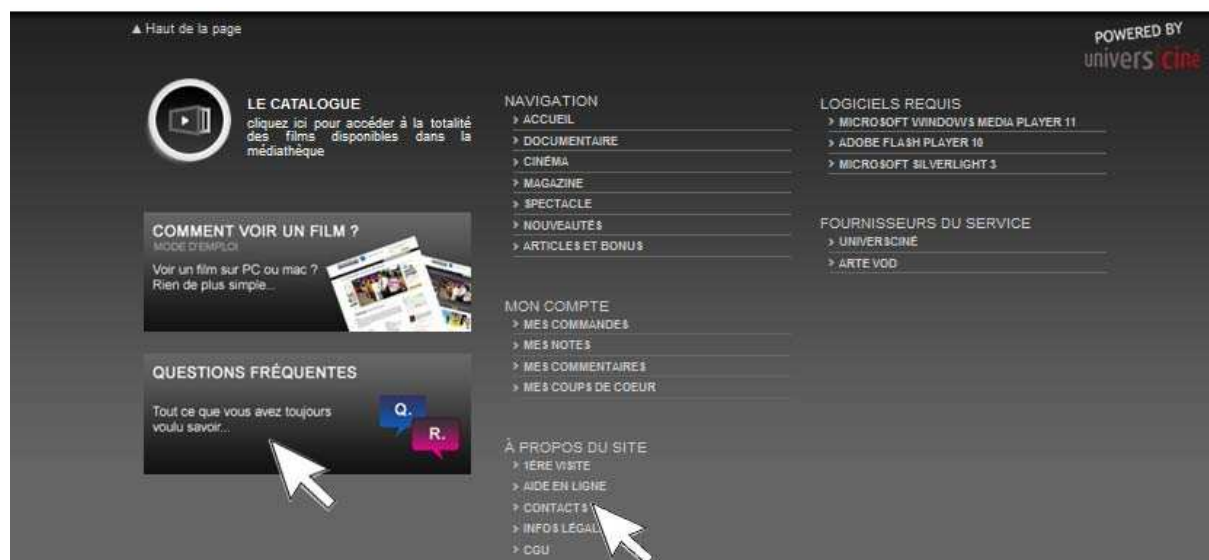 ▲ Haut de la page
POWERED BY
universciné
LE CATALOGUE
cliquez ici pour accéder à la totalité
des films disponibles dans la
médiathèque
COMMENT VOIR UN FILM ?
MODE D'EMPLOI
Voir un film sur PC ou mac ?
Rien de plus simple...
QUESTIONS FRÉQUENTES
Tout ce que vous avez toujours
voulu savoir...
Q.
R.
NAVIGATION
> ACCUEIL
> DOCUMENTAIRE
> CINÉMA
> MAGAZINE
> SPECTACLE
> NOUVEAUTÉS
> ARTICLES ET BONUS
MON COMPTE
> MES COMMANDES
> MES NOTES
> MES COMMENTAIRES
> MES COUPS DE COEUR
À PROPOS DU SITE
> 1ÈRE VISITE
> AIDE EN LIGNE
> CONTACTS
> INFOS
> CGU
LOGICIELS REQUIS
> MICROSOFT WINDOWS MEDIA PLAYER 11
> ADOBE FLASH PLAYER 10
> MICROSOFT SILVERLIGHT 3
FOURNISSEURS DU SERVICE
> UNIVERSCINÉ
> ARTE VOD